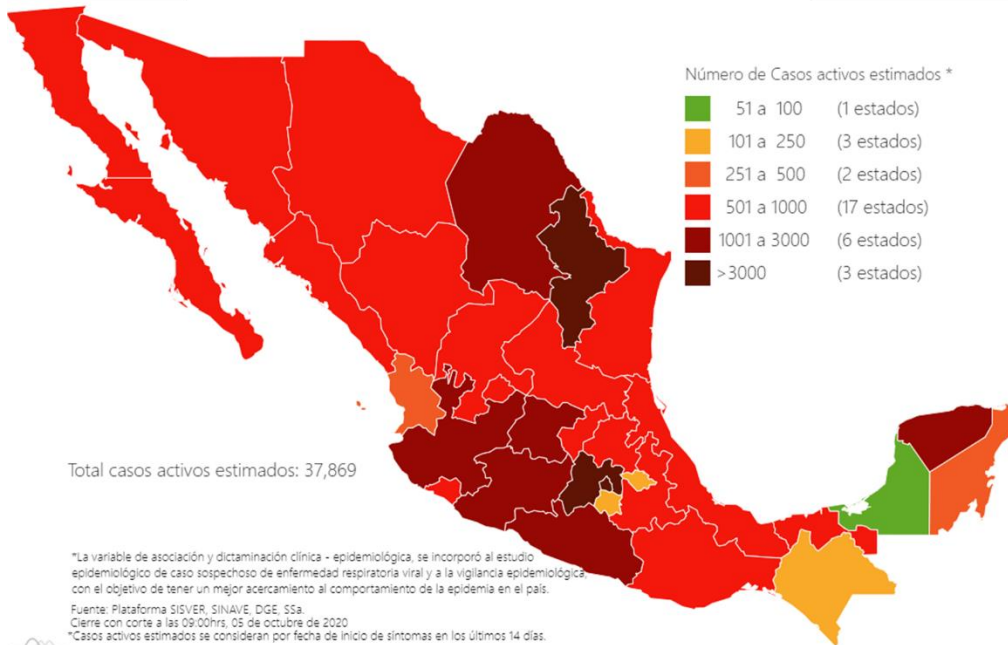 Número de Casos activos estimados *
51 a 100 (1 estados)
101 a 250 (3 estados)
251 a 500 (2 estados)
501 a 1000 (17 estados)
1001 a 3000 (6 estados)
>3000 (3 estados)
Total casos activos estimados: 37,869
*La variable de asociación y dictaminación clínica - epidemiológica, se incorporó al estudio
epidemiológico de caso sospechoso de enfermedad respiratoria viral y a la vigilancia epidemiológica,
con el objetivo de tener un mejor acercamiento al comportamiento de la epidemia en el país.
Fuente: Plataforma SISVER, SINAVE, DGE, SSa.
Cierre con corte a las 09:00hrs, 05 de octubre de 2020
*Casos activos estimados se consideran por fecha de inicio de síntomas en los últimos 14 días.